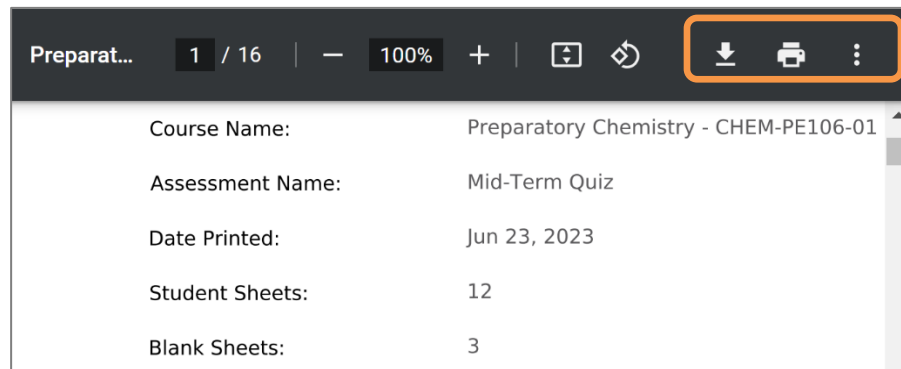 Preparat... 1 / 16 | — 100% + |
Course Name: Preparatory Chemistry - CHEM-PE106-01
Assessment Name: Mid-Term Quiz
Date Printed: Jun 23, 2023
Student Sheets: 12
Blank Sheets: 3